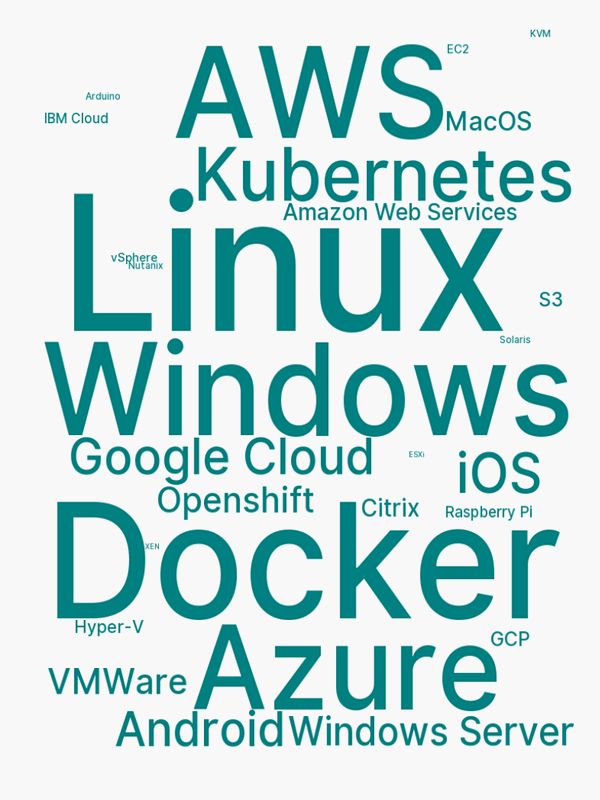 KVM
EC2
AWS
Arduino
IBM Cloud
MacOS
Kubernetes
Amazon Web Services
Linux
vSphere
Nutanix
S3
Solaris
Windows
Google Cloud
ESXi
iOS
Openshift
Citrix
Raspberry Pi
Docker
XEN
Hyper-V
GCP
Azure
VMWare
Android
Windows Server